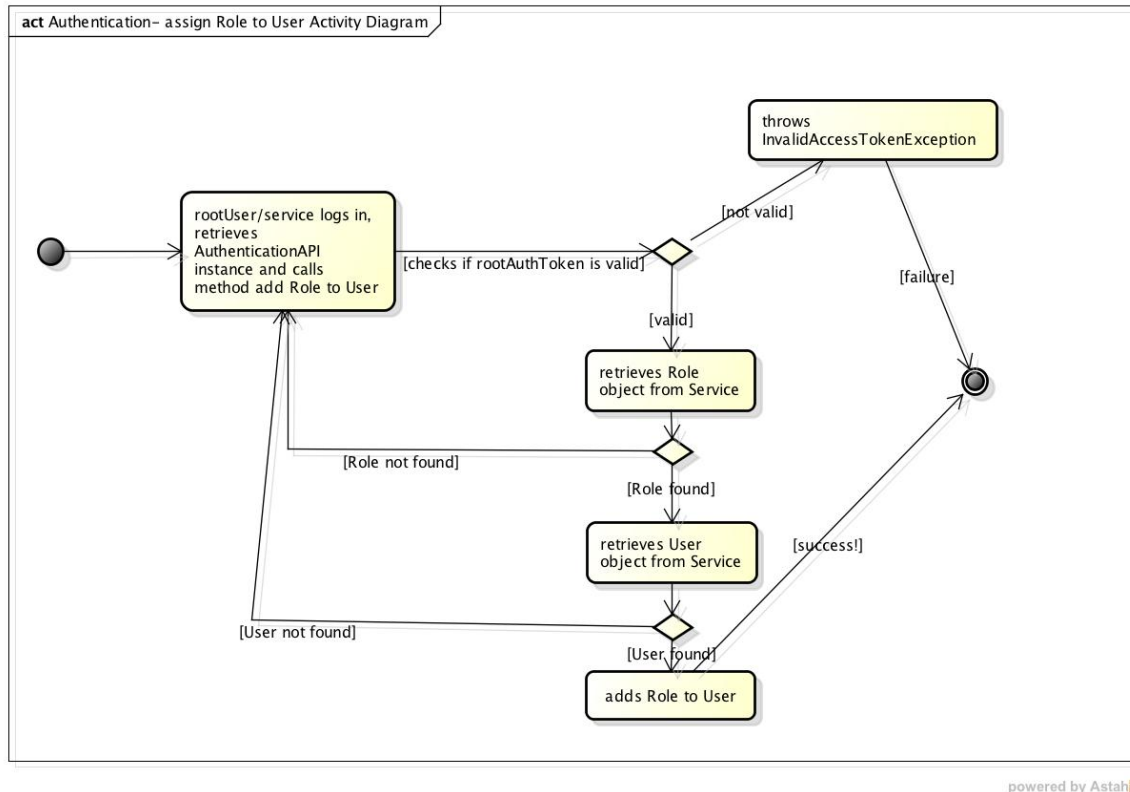 act Authentication- assign Role to User Activity Diagram
throws
InvalidAccessTokenException
rootUser/service logs in,
retrieves
AuthenticationAPI
instance and calls
method add Role to User
[not valid]
[checks if rootAuthToken is valid]
[failure]
[valid]
retrieves Role
object from Service
[Role not found]
[Role found]
retrieves User
object from Service
[success!]
[User not found]
[User found]
adds Role to User
powered by Astah